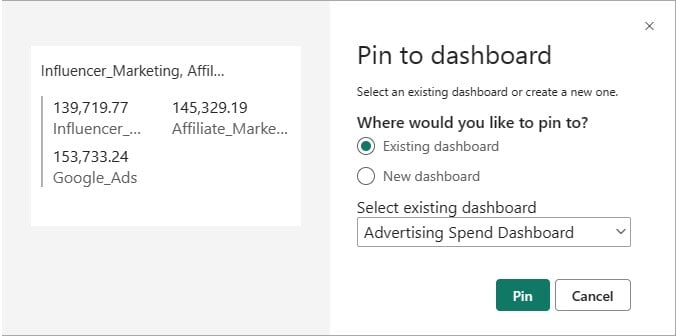 Influencer_Marketing, Affil...
139,719.77 145,329.19
Influencer_... Affiliate_Marke...
153,733.24
Google_Ads
Pin to dashboard
Select an existing dashboard or create a new one.
Where would you like to pin to?
Existing dashboard
New dashboard
Select existing dashboard
Advertising Spend Dashboard
Pin Cancel